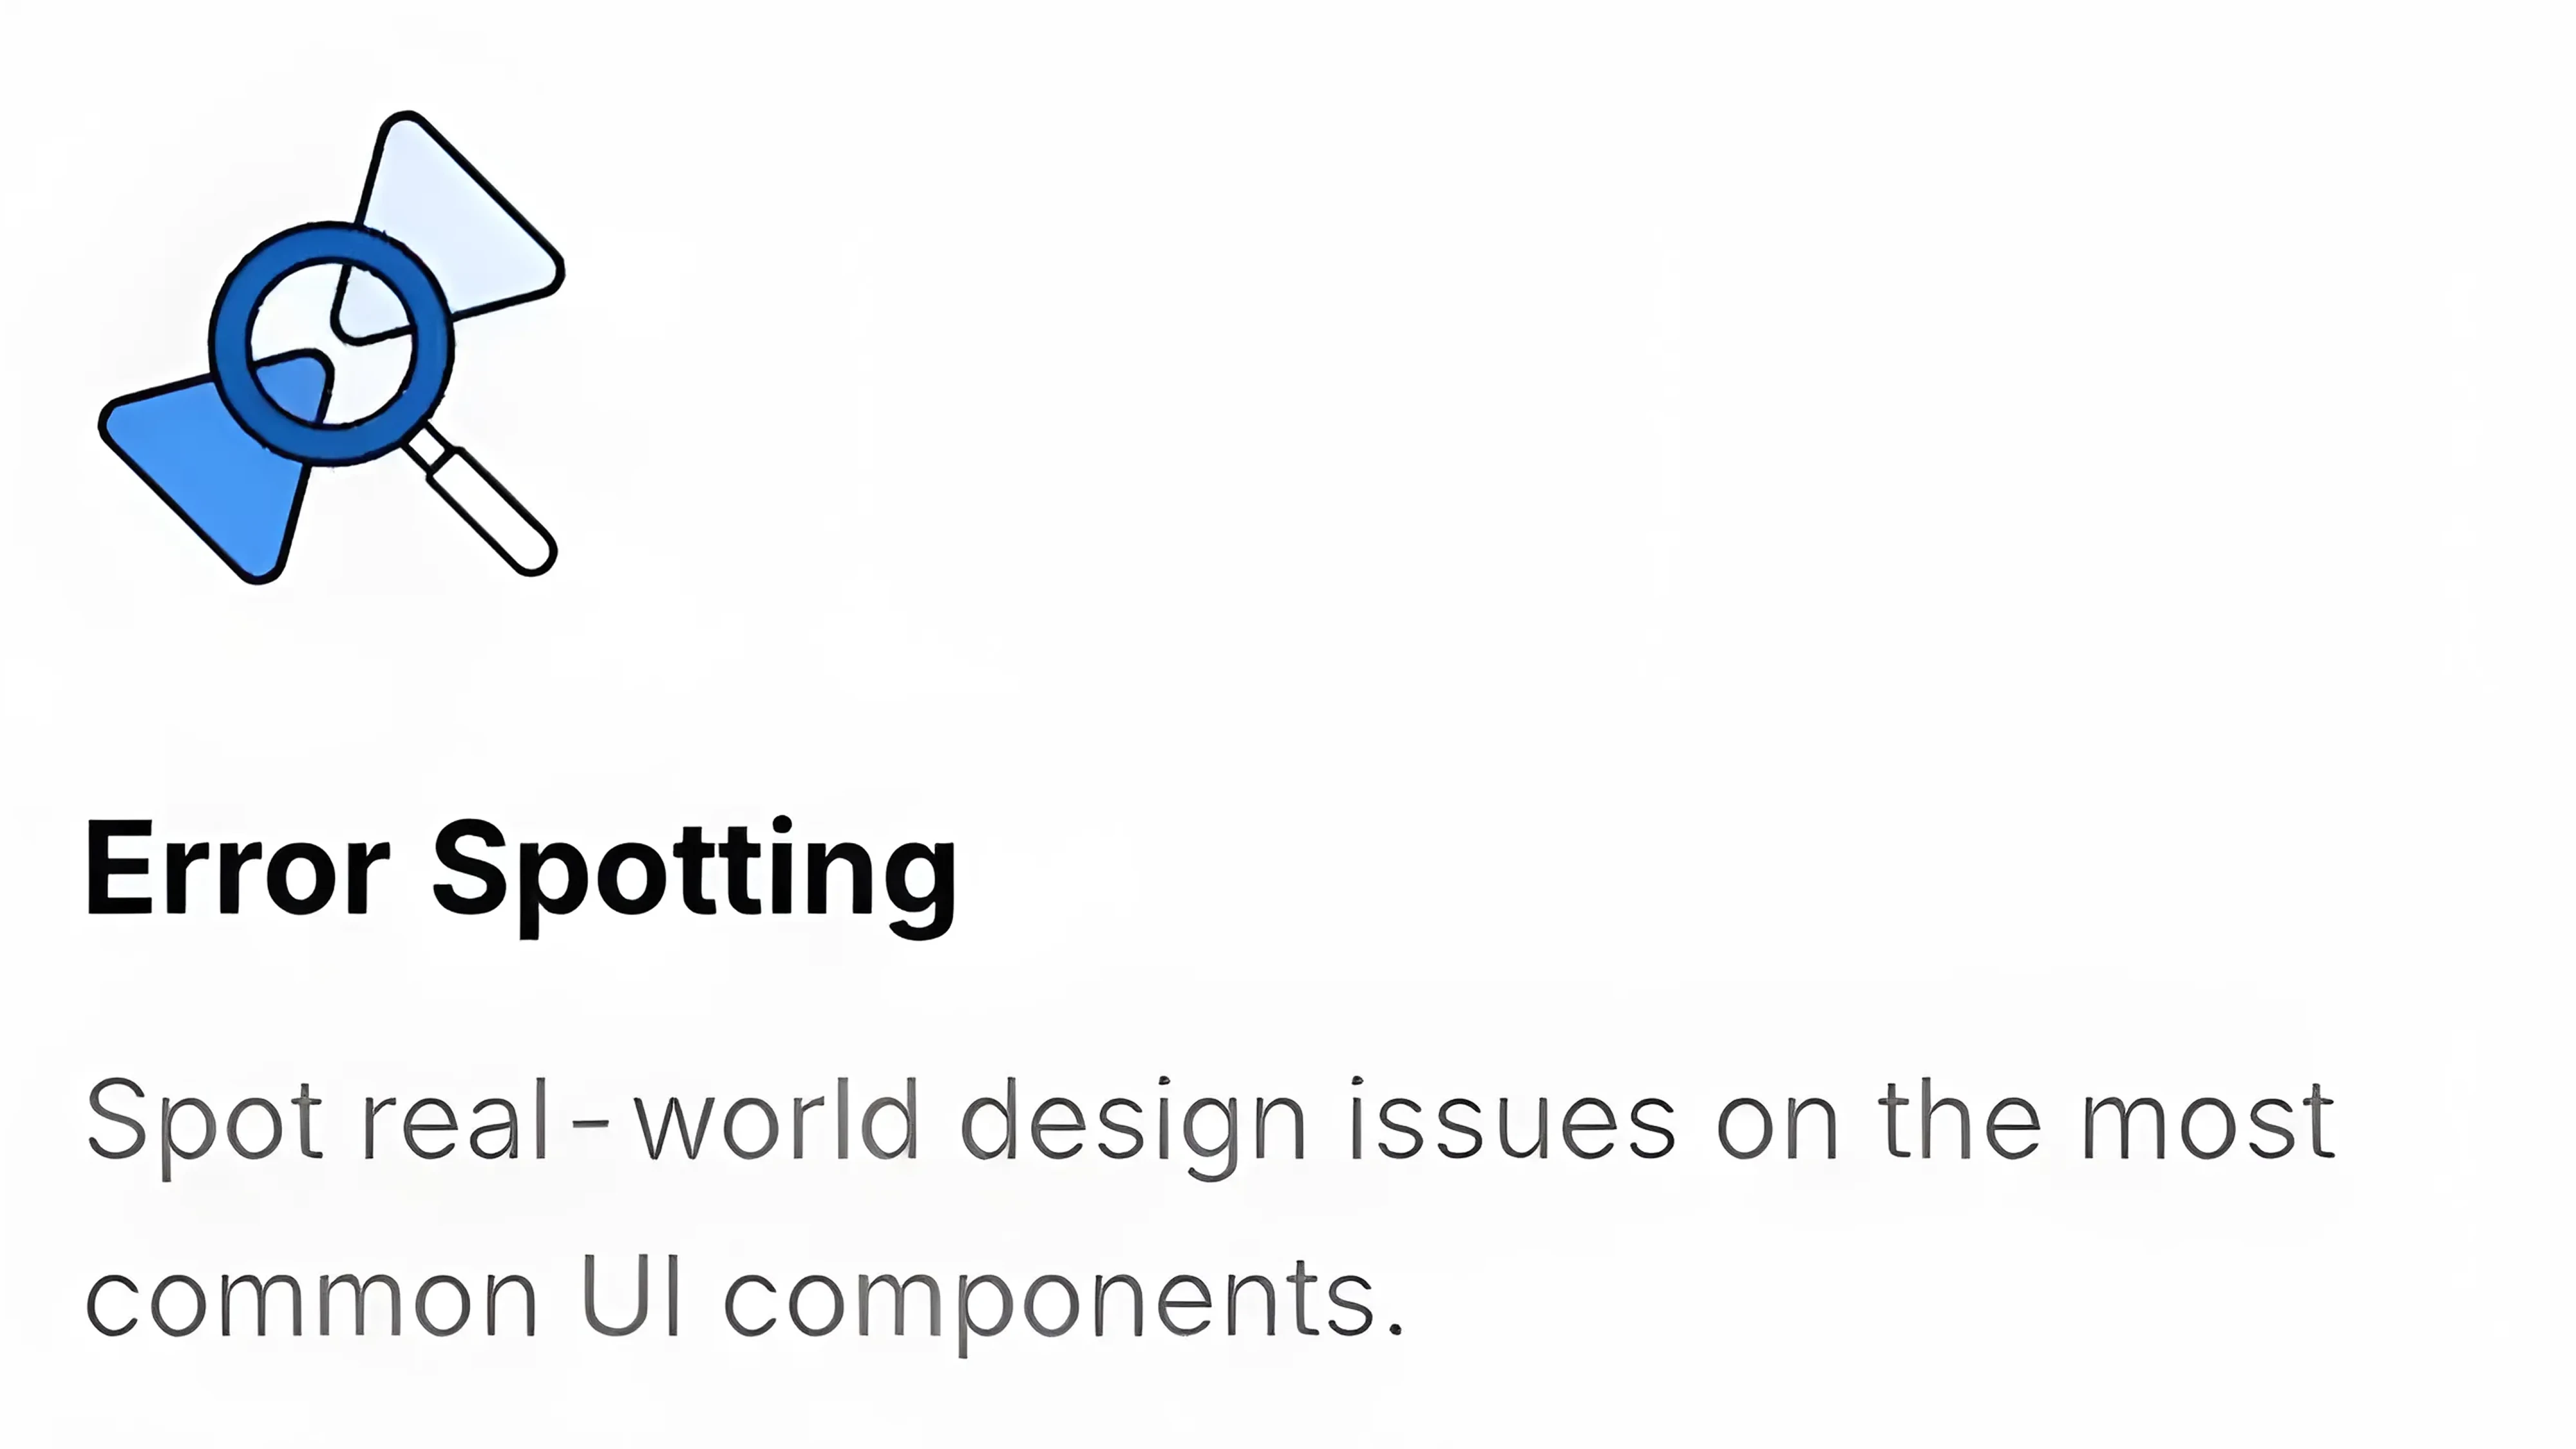 Error Spotting
Spot real-world design issues on the most
common UI components.